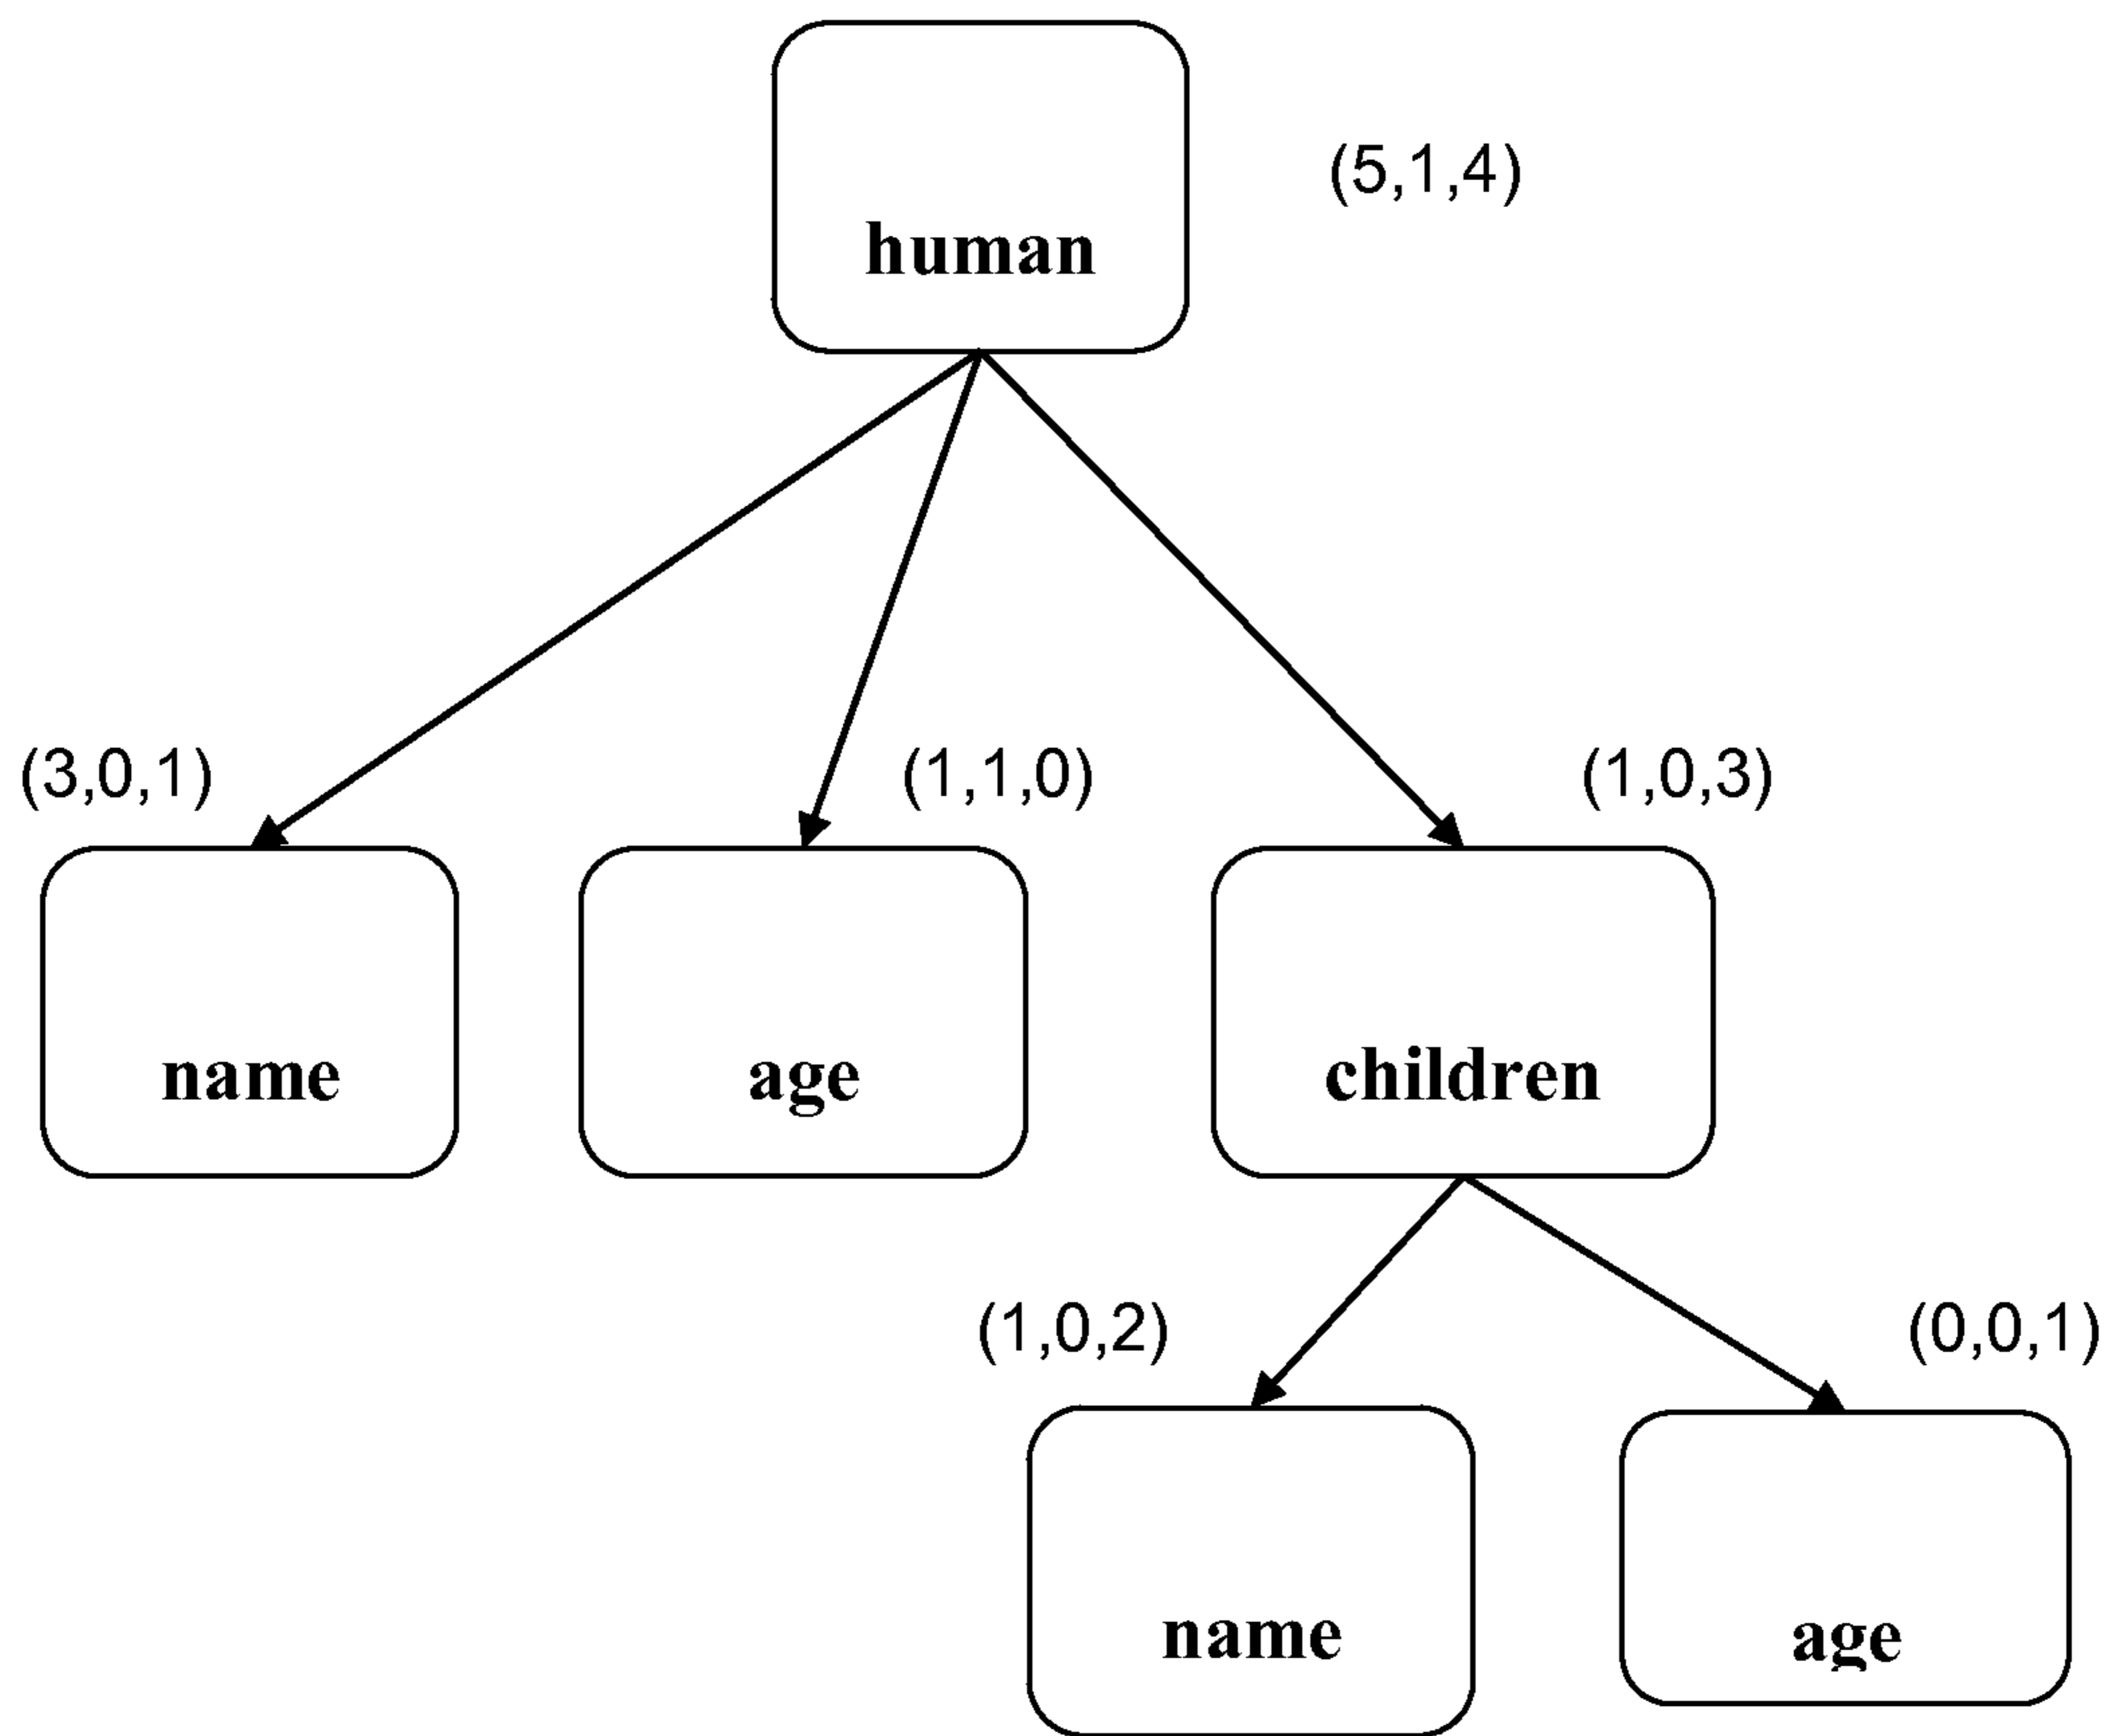 (5,1,4)
human
(3,0,1)
(1,1,0)
(1,0,3)
name
age
children
(1,0,2)
(0,0,1)
name
age